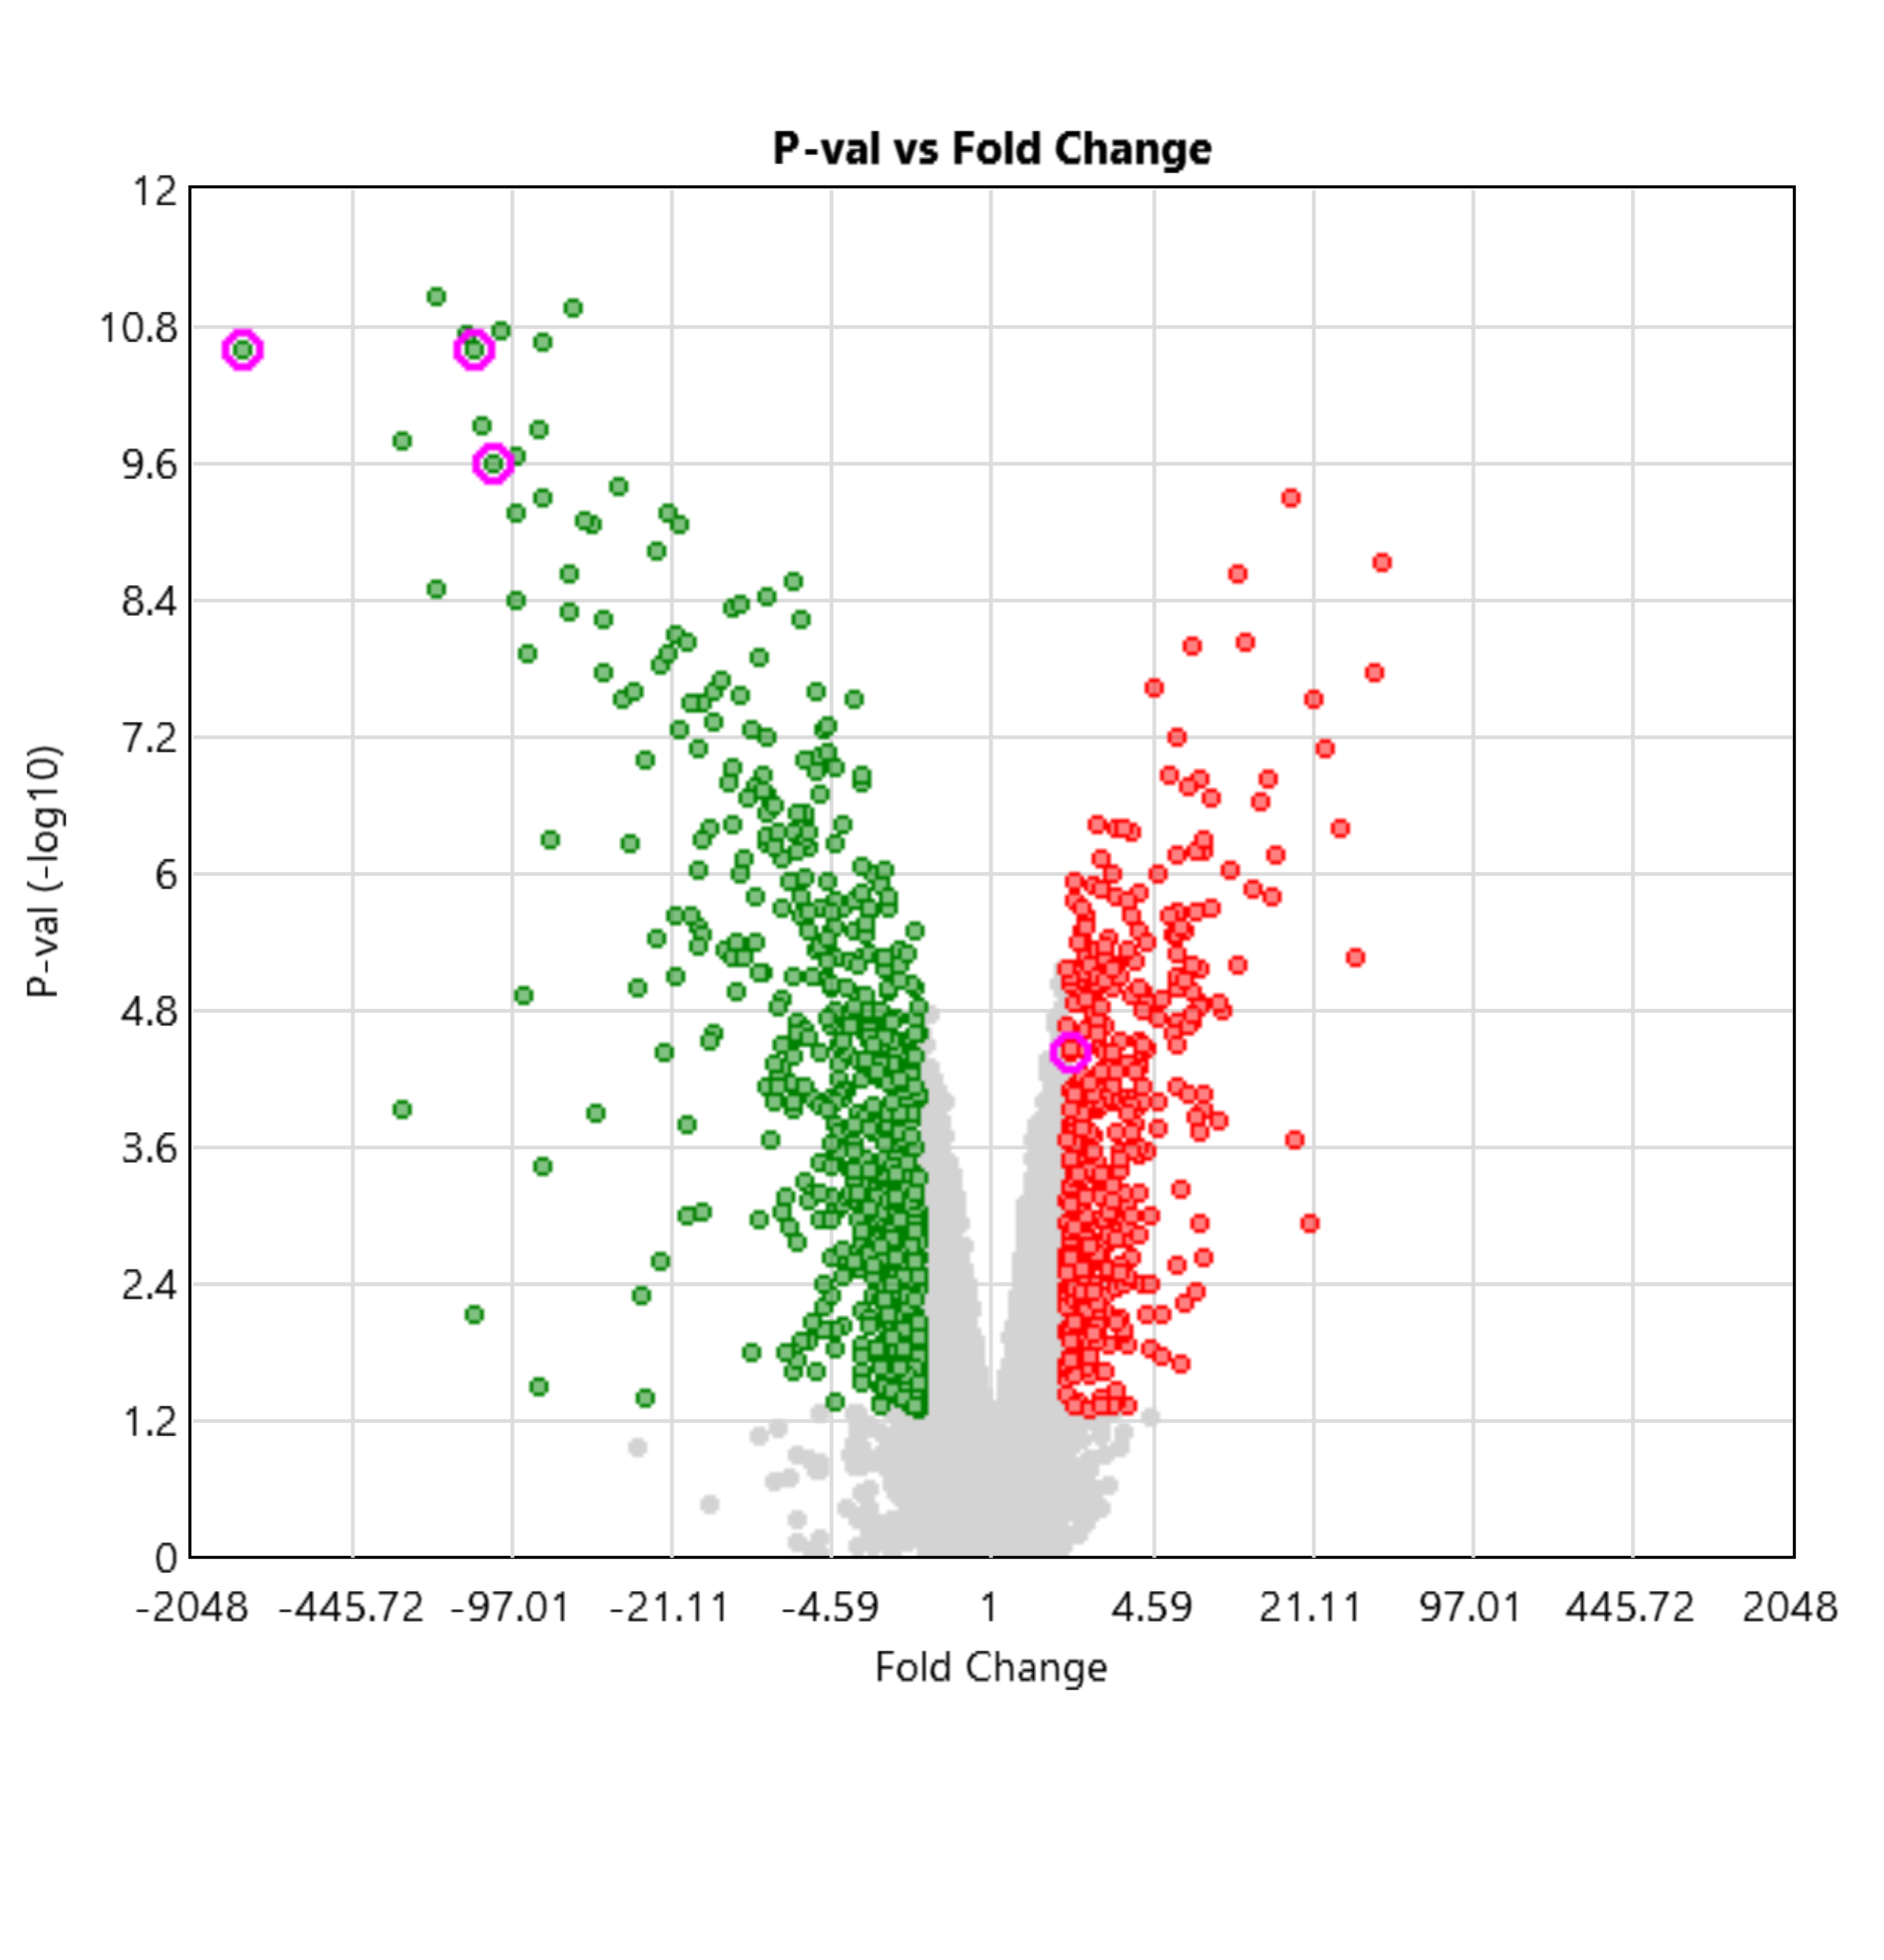 P-val vs Fold Change
12
10.8
9.6
8.4
7.2
6
4.8
3.6
2.4
1.2
0
P-val (-log10)
-2048 -445.72 -97.01 -21.11 -4.59 1 4.59 21.11 97.01 445.72 2048
Fold Change